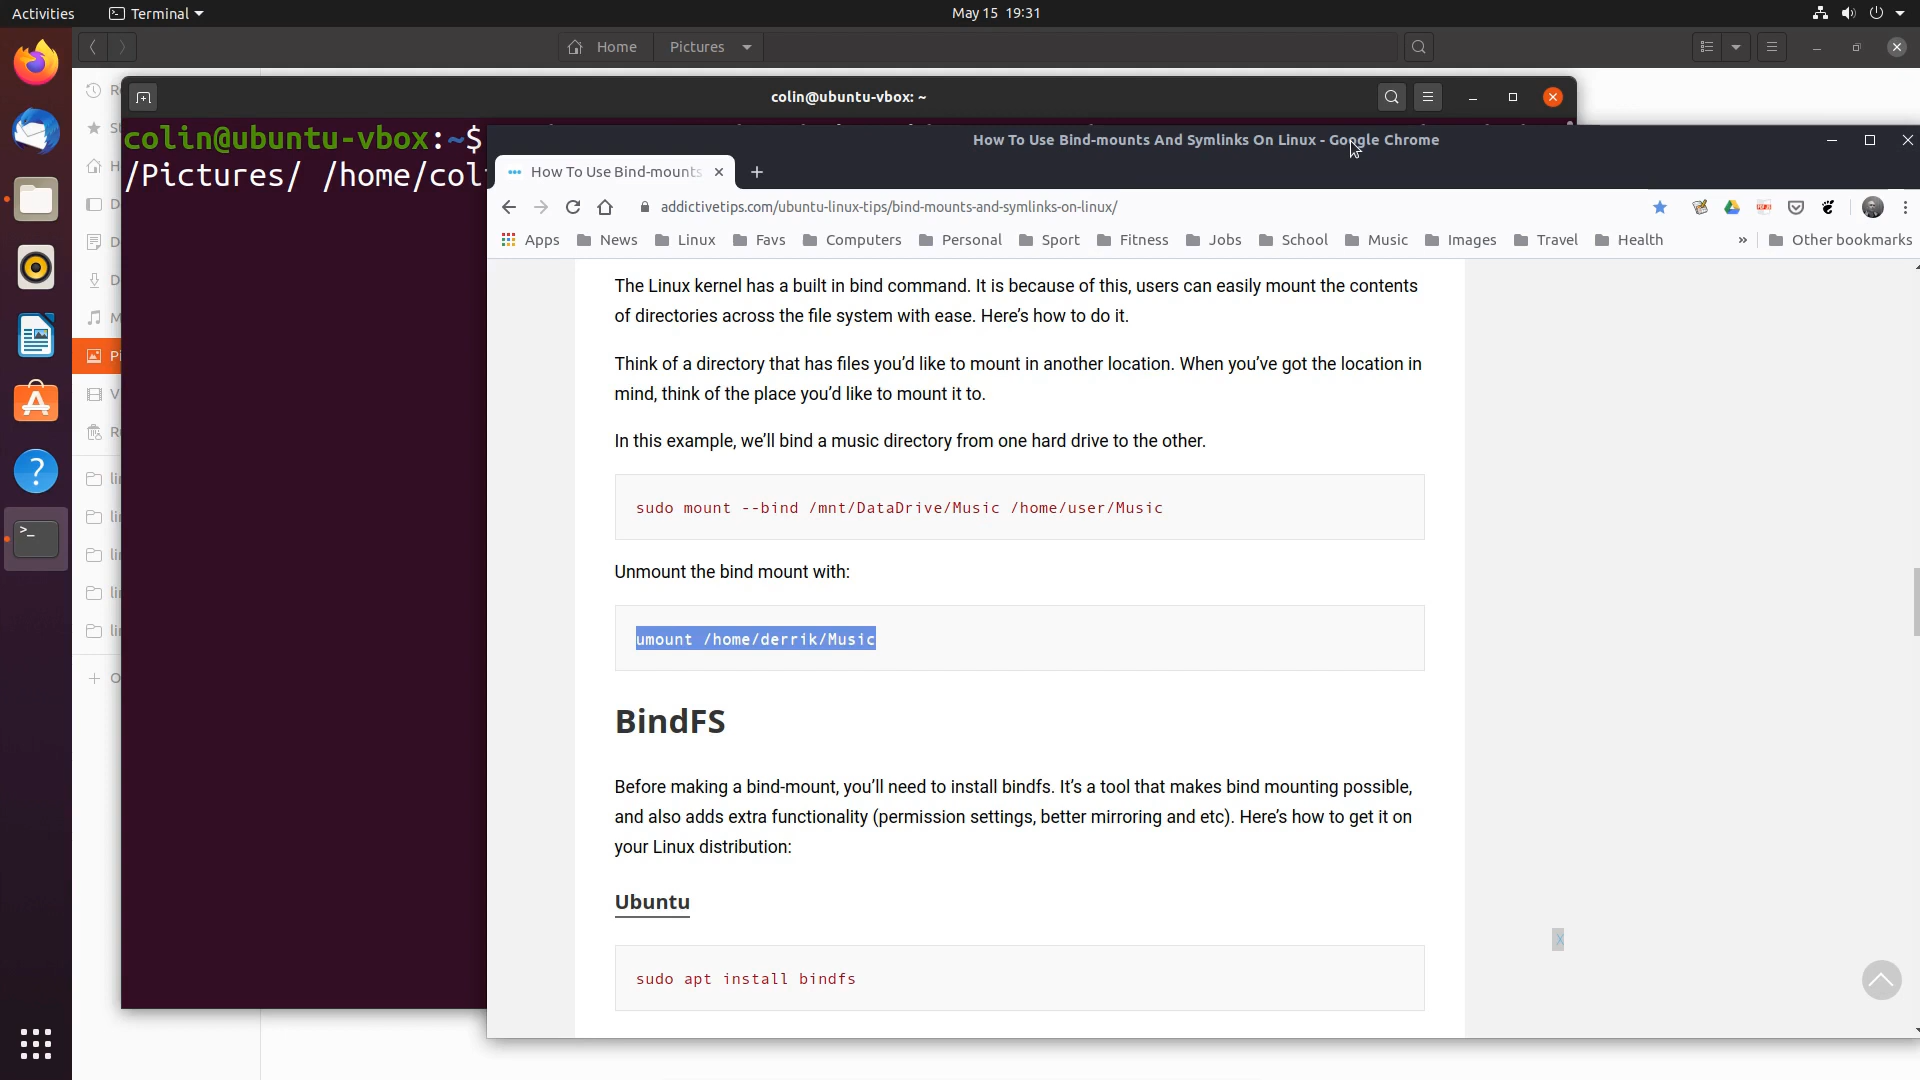 Activities
Terminal
May 15 19:31
Home
Pictures
colin@ubuntu-vbox: ~
colin@ubuntu-vbox:~$
/Pictures/ /home/col
How To Use Bind-mounts And Symlinks On Linux - Google Chrome
How To Use Bind-mounts
addictivetips.com/ubuntu-linux-tips/bind-mounts-and-symlinks-on-linux/
Apps
News
Linux
Favs
Computers
Personal
Sport
Fitness
Jobs
School
Music
Images
Travel
Health
»
Other bookmarks
The Linux kernel has a built in bind command. It is because of this, users can easily mount the contents
of directories across the file system with ease. Here’s how to do it.
Think of a directory that has files you’d like to mount in another location. When you’ve got the location in
mind, think of the place you’d like to mount it to.
In this example, we’ll bind a music directory from one hard drive to the other.
sudo mount --bind /mnt/DataDrive/Music /home/user/Music
Unmount the bind mount with:
umount /home/derrik/Music
BindFS
Before making a bind-mount, you’ll need to install bindfs. It’s a tool that makes bind mounting possible,
and also adds extra functionality (permission settings, better mirroring and etc). Here’s how to get it on
your Linux distribution:
Ubuntu
sudo apt install bindfs
X